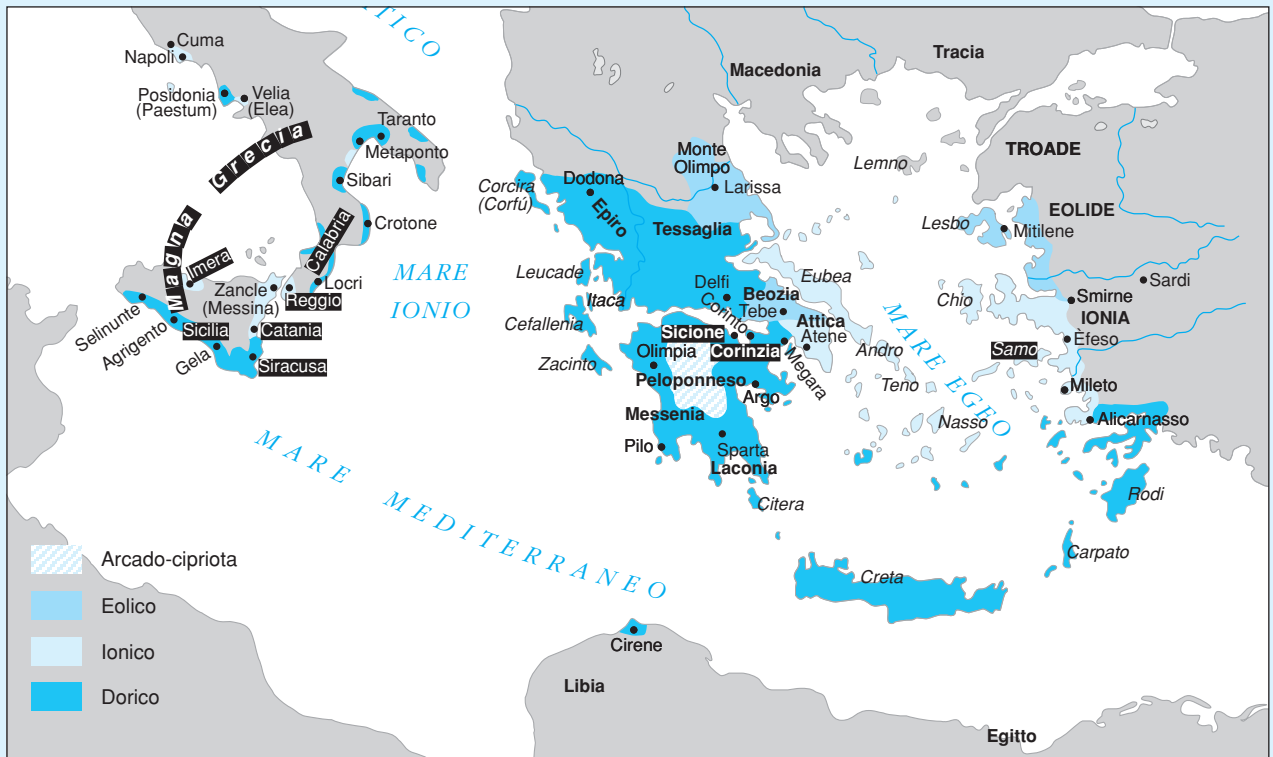 TICO
Cuma
Napoli
Posidonia
(Paestum)
Velia
(Elea)
Magna Grecia
Taranto
Metaponto
Sibari
Crotone
Calabria
Locri
Reggio
Imera
Zancle
(Messina)
Selinunte
Agrigento
Sicilia
Gela
Catania
Siracusa
MARE
IONIO
Macedonia
Tracia
Monte
Olimpo
Larissa
Lemno
TROADE
Dodona
Corcira
(Corfú)
Epiro
Tessaglia
Lesbo
Mitilene
EOLIDE
Leucade
Itaca
Cefallenia
Zacinto
Delfi
Beozia
Tebe
Eubea
Corinto
Attica
Atene
Sicione
Corinzia
Megara
Olimpia
Peloponneso
Argo
Messenia
Pilo
Sparta
Laconia
Citera
Andro
Teno
Nasso
MARE EGEO
Chio
Samo
Sardi
Smirne
IONIA
Èfeso
Mileto
Alicarnasso
Rodi
Carpato
Creta
MARE MEDITERRANEO
Cirene
Libia
Egitto
Arcado-cipriota
Eolico
Ionico
Dorico